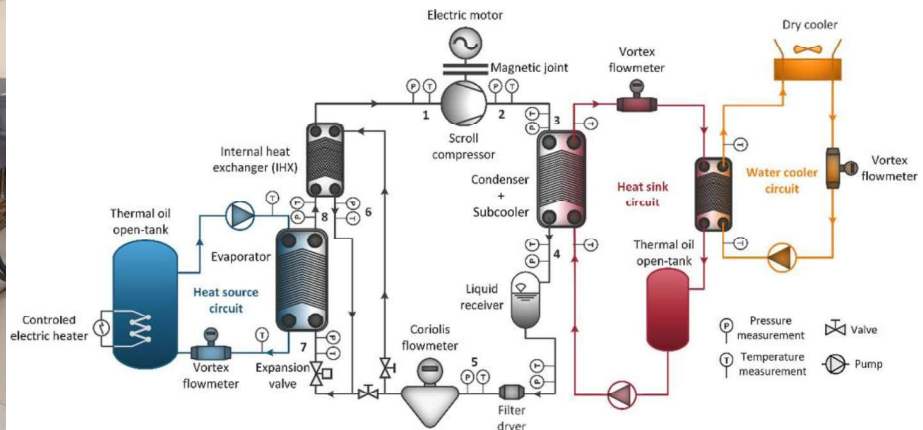 Electric motor
Magnetic joint
P T
1
P T
2
Scroll
compressor
3
T
P
T
Vortex
flowmeter
Dry cooler
Internal heat
exchanger (IHX)
T
P
8
P
T
6
Condenser
+
Subcooler
Heat sink
circuit
T
Water cooler
circuit
Vortex
flowmeter
Thermal oil
open-tank
T
Evaporator
Heat source
circuit
Controled
electric heater
Vortex
flowmeter
T
7
P
T
Expansion
valve
Coriolis
flowmeter
5
P T
T
P
4
T
Liquid
receiver
T
P
Filter
dryer
Thermal oil
open-tank
T
P Pressure
measurement
Valve
T Temperature
measurement
Pump